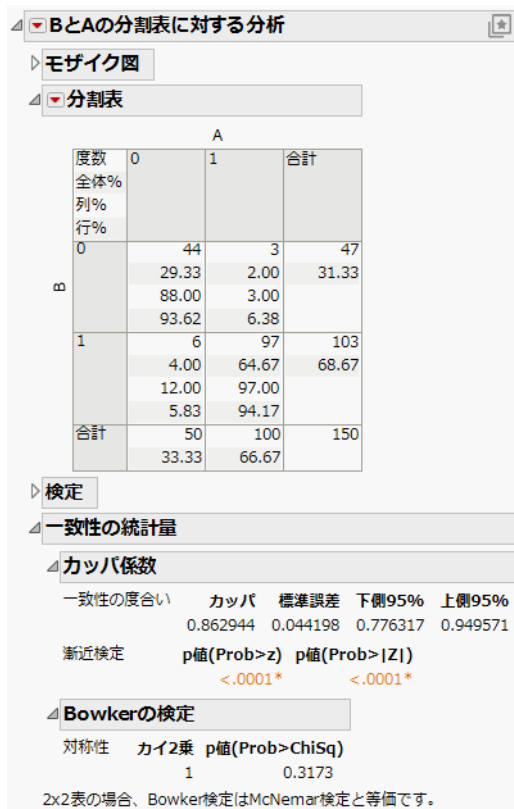 BとAの分割表に対する分析
モザイク図
分割表
A
度数 0 1 合計
全体%
列%
行%
B
0 44 3 47
29.33 2.00 31.33
88.00 3.00
93.62 6.38
1 6 97 103
4.00 64.67 68.67
12.00 97.00
5.83 94.17
合計 50 100 150
33.33 66.67
検定
一致性の統計量
カッパ係数
一致性の度合い カッパ 標準誤差 下側95% 上側95%
0.862944 0.044198 0.776317 0.949571
漸近検定 p値(Prob>z) p値(Prob>|Z|)
<.0001* <.0001*
Bowkerの検定
対称性 カイ2乗 p値(Prob>ChiSq)
1 0.3173
2x2表の場合、Bowker検定はMcNemar検定と等価です。